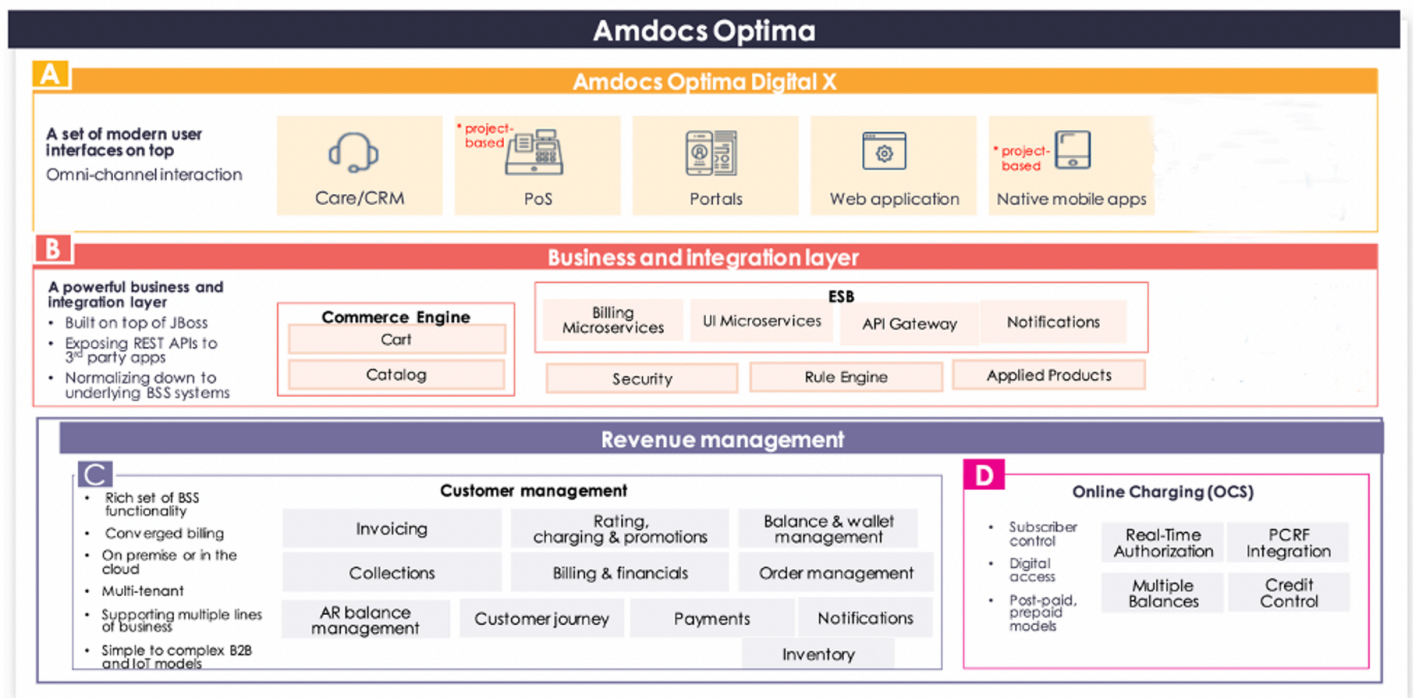 Amdocs Optima
A
Amdocs Optima Digital X
A set of modern user
interfaces on top
Omni-channel interaction
Care/CRM
* project-
based
PoS
Portals
Web application
* project-
based
Native mobile apps
B
Business and integration layer
A powerful business and
integration layer
• Built on top of JBoss
• Exposing REST APIs to
3rd party apps
• Normalizing down to
underlying BSS systems
Commerce Engine
Cart
Catalog
ESB
Billing
Microservices
UI Microservices
API Gateway
Notifications
Security
Rule Engine
Applied Products
Revenue management
C
• Rich set of BSS
functionality
• Converged billing
• On premise or in the
cloud
• Multi-tenant
• Supporting multiple lines
of business
• Simple to complex B2B
and IoT models
Customer management
Invoicing
Rating,
charging & promotions
Balance & wallet
management
Collections
Billing & financials
Order management
AR balance
management
Customer journey
Payments
Notifications
Inventory
D
Online Charging (OCS)
• Subscriber
control
• Digital
access
• Post-paid,
prepaid
models
Real-Time
Authorization
PCRF
Integration
Multiple
Balances
Credit
Control